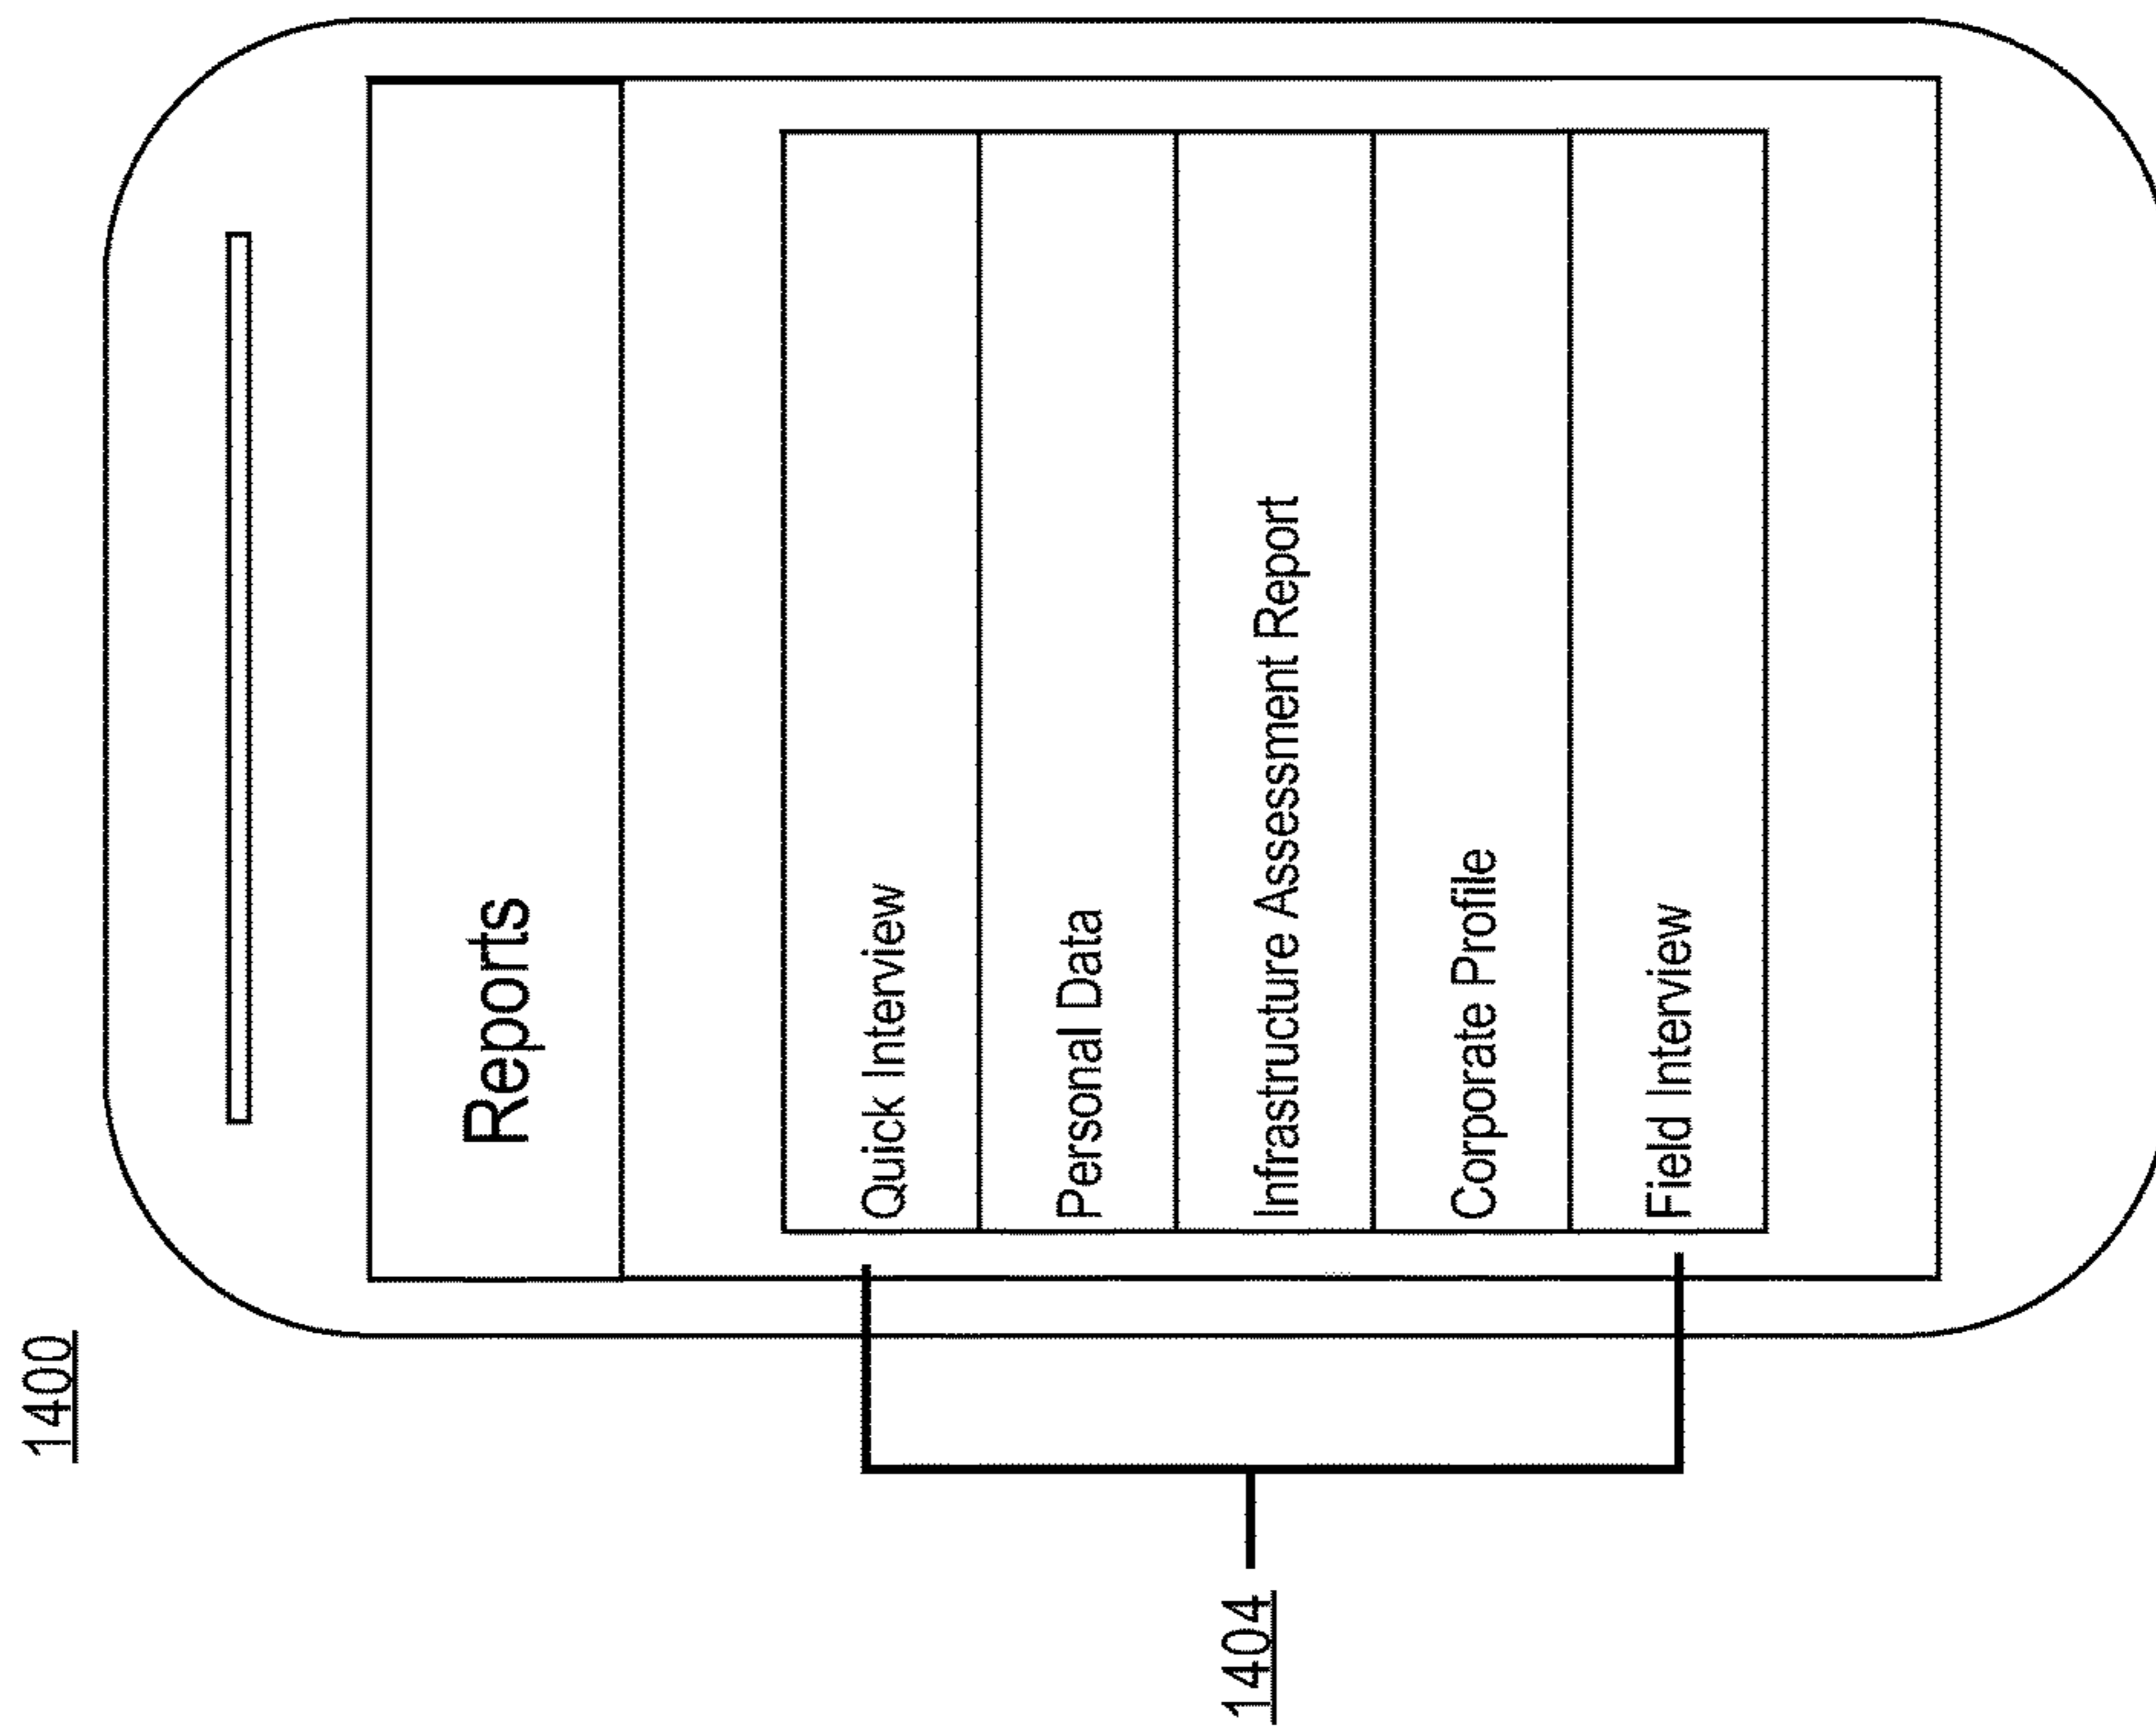 1400
Reports
Quick Interview
Personal Data
Infrastructure Assessment Report
Corporate Profile
Field Interview
1404